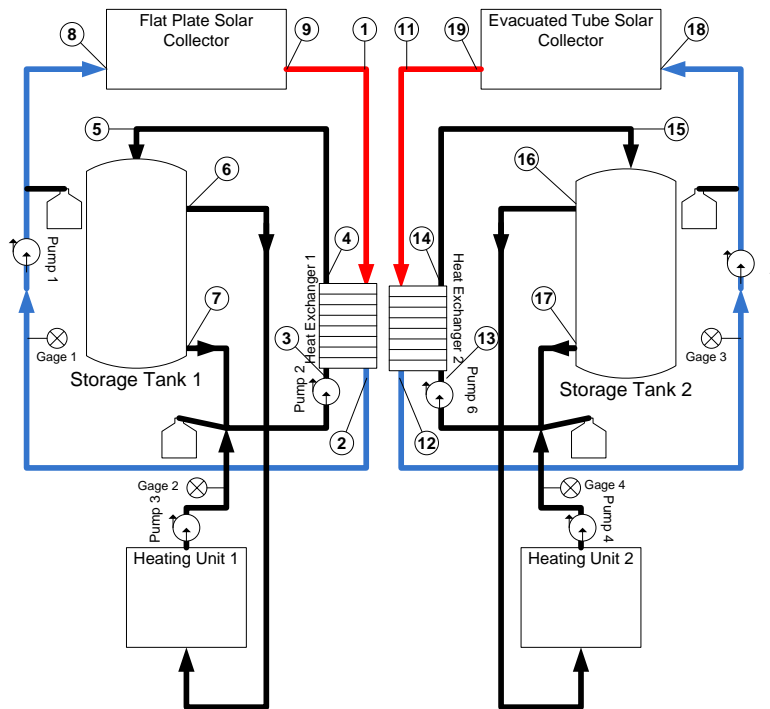 Flat Plate Solar
Collector
Evacuated Tube Solar
Collector
8
9
1
11
19
18
5
15
6
16
4
14
Pump 1
Heat Exchanger 1
Heat Exchanger 2
7
17
3
13
Gage 1
Gage 3
Storage Tank 1
Storage Tank 2
Pump 2
Pump 6
2
12
Gage 2
Gage 4
Pump 3
Pump 4
Heating Unit 1
Heating Unit 2